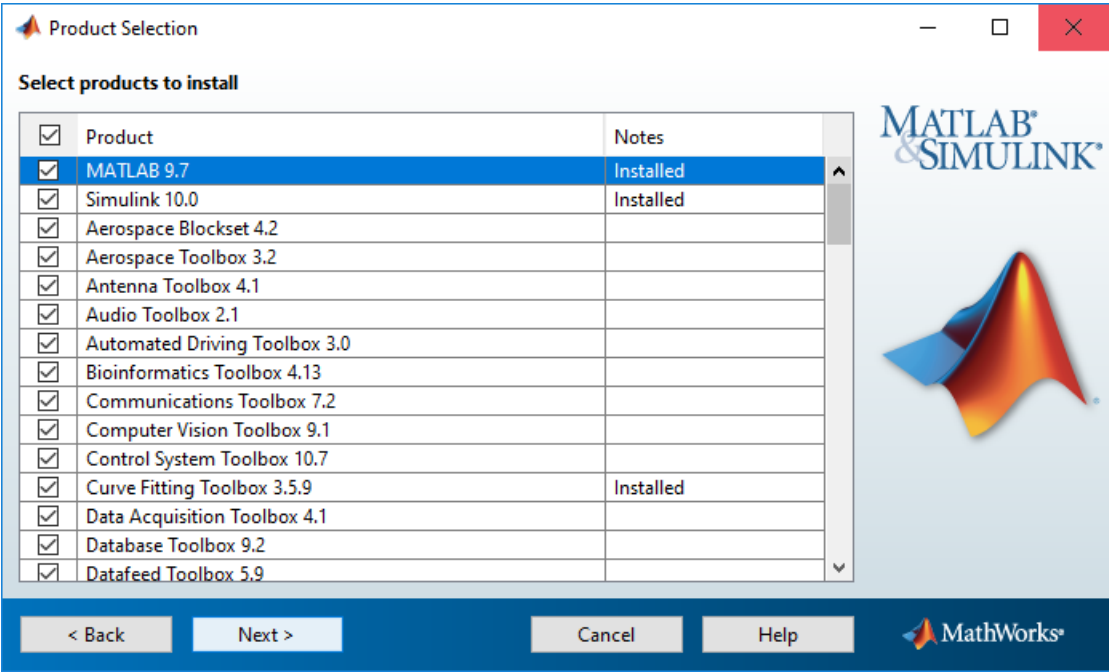 Product Selection
Select products to install
Product Notes
MATLAB 9.7 Installed
Simulink 10.0 Installed
Aerospace Blockset 4.2
Aerospace Toolbox 3.2
Antenna Toolbox 4.1
Audio Toolbox 2.1
Automated Driving Toolbox 3.0
Bioinformatics Toolbox 4.13
Communications Toolbox 7.2
Computer Vision Toolbox 9.1
Control System Toolbox 10.7
Curve Fitting Toolbox 3.5.9 Installed
Data Acquisition Toolbox 4.1
Database Toolbox 9.2
Datafeed Toolbox 5.9
MATLAB®
&SIMULINK®
< Back Next > Cancel Help MathWorks®